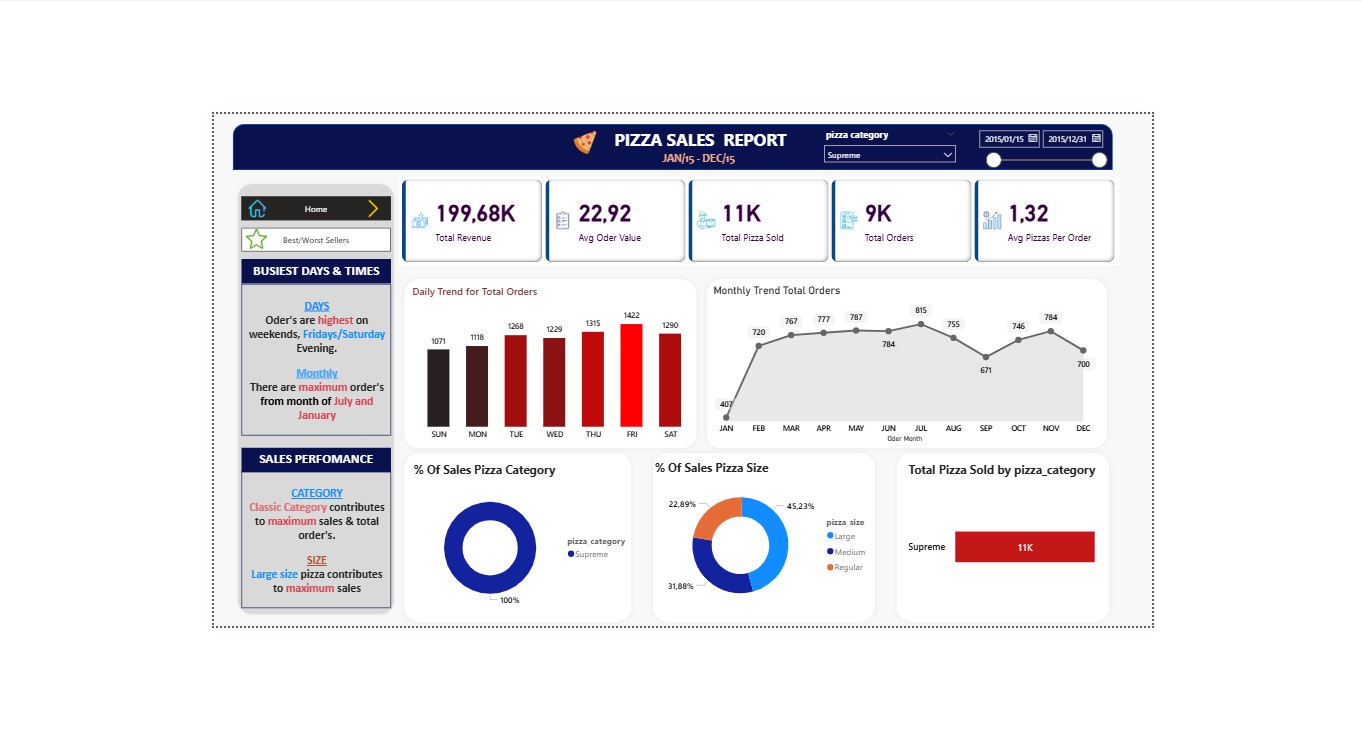 PIZZA SALES REPORT
JAN/15 - DEC/15
pizza category
Supreme
2015/01/15
2015/12/31
Home
Best/Worst Sellers
BUSIEST DAYS & TIMES
DAYS
Oder's are highest on
weekends, Fridays/Saturday
Evening.
Monthly
There are maximum order's
from month of July and
January
SALES PERFOMANCE
CATEGORY
Classic Category contributes
to maximum sales & total
order's.
SIZE
Large size pizza contributes
to maximum sales
199,68K
Total Revenue
22,92
Avg Oder Value
11K
Total Pizza Sold
9K
Total Orders
1,32
Avg Pizzas Per Order
Daily Trend for Total Orders
1071 1118 1268 1229 1315 1422 1290
SUN MON TUE WED THU FRI SAT
Monthly Trend Total Orders
407 720 767 777 787 784 815 755 671 746 784 700
JAN FEB MAR APR MAY JUN JUL AUG SEP OCT NOV DEC
Oder Month
% Of Sales Pizza Category
100%
pizza_category
Supreme
% Of Sales Pizza Size
22,89%
45,23%
31,88%
pizza_size
Large
Medium
Regular
Total Pizza Sold by pizza_category
Supreme
11K